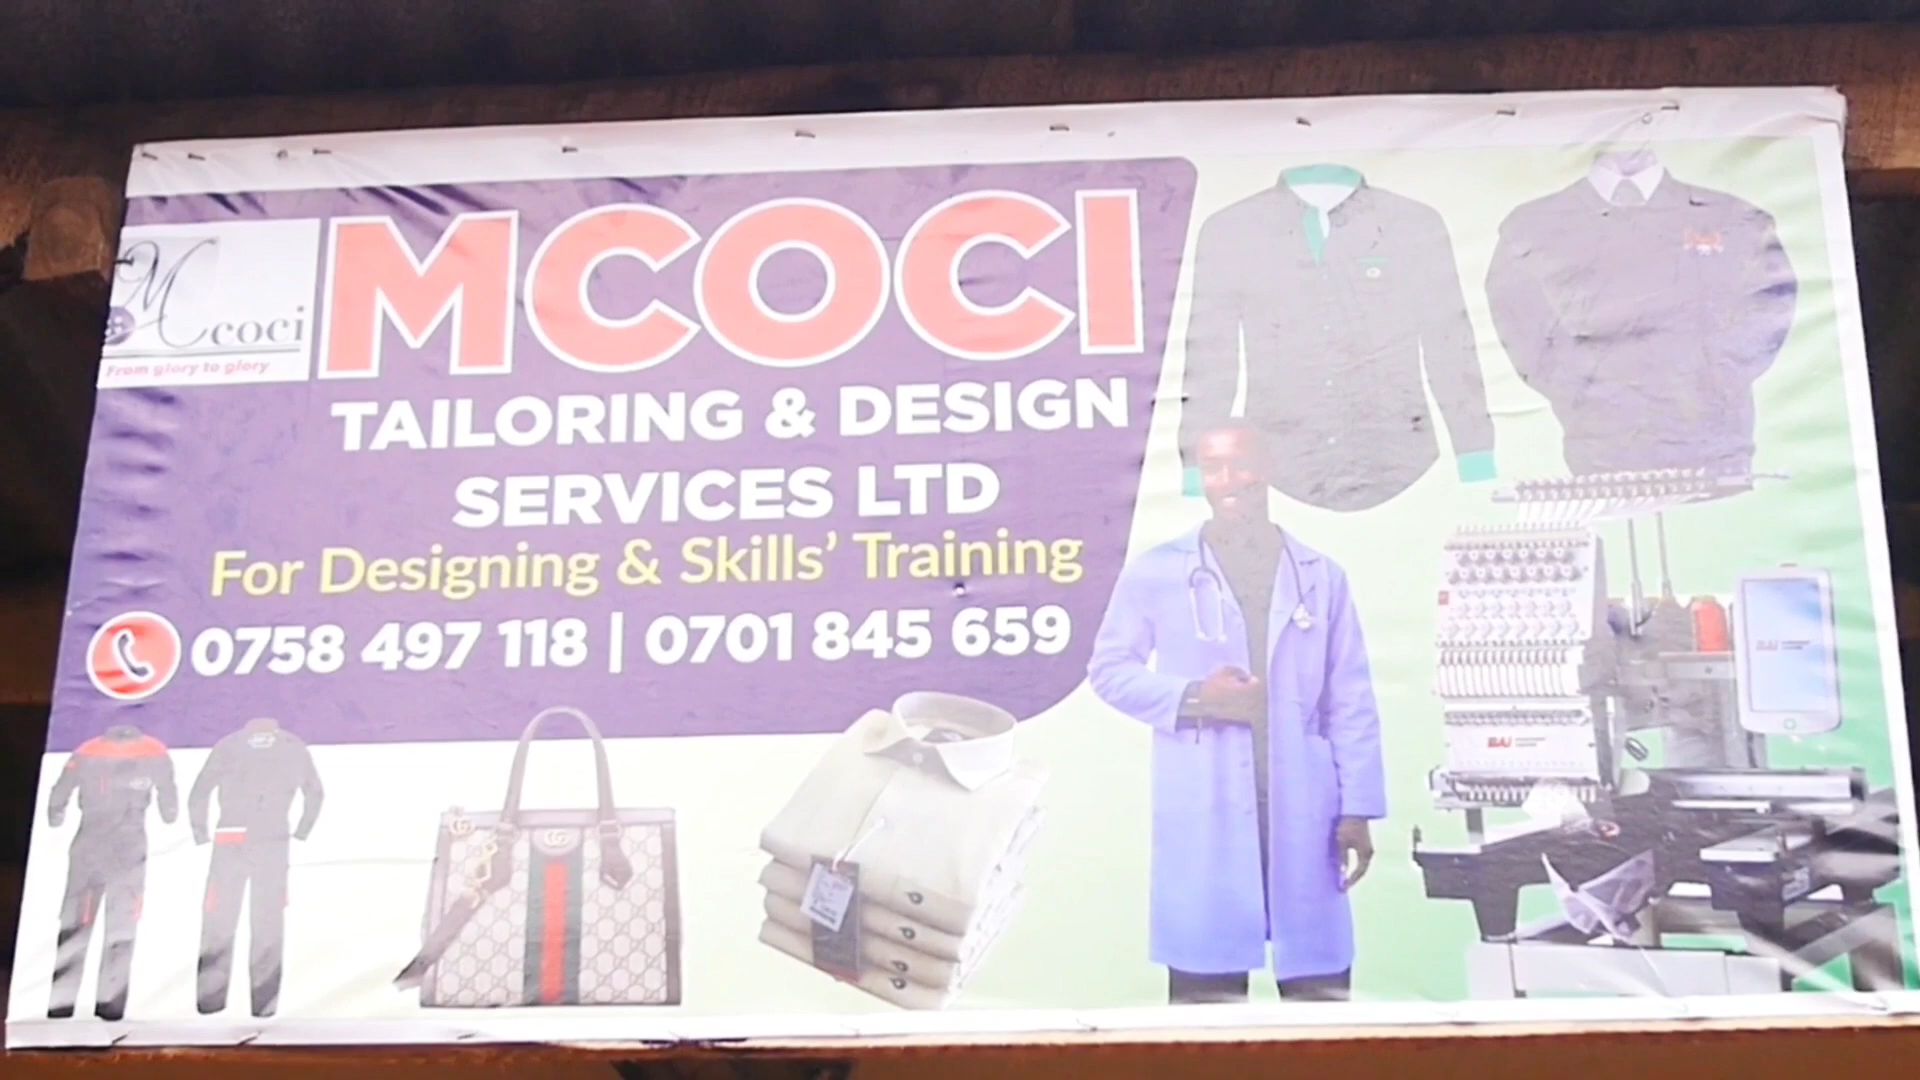 Mcoci
From glory to glory
MCOCI
TAILORING & DESIGN
SERVICES LTD
For Designing & Skills' Training
0758 497 118 | 0701 845 659